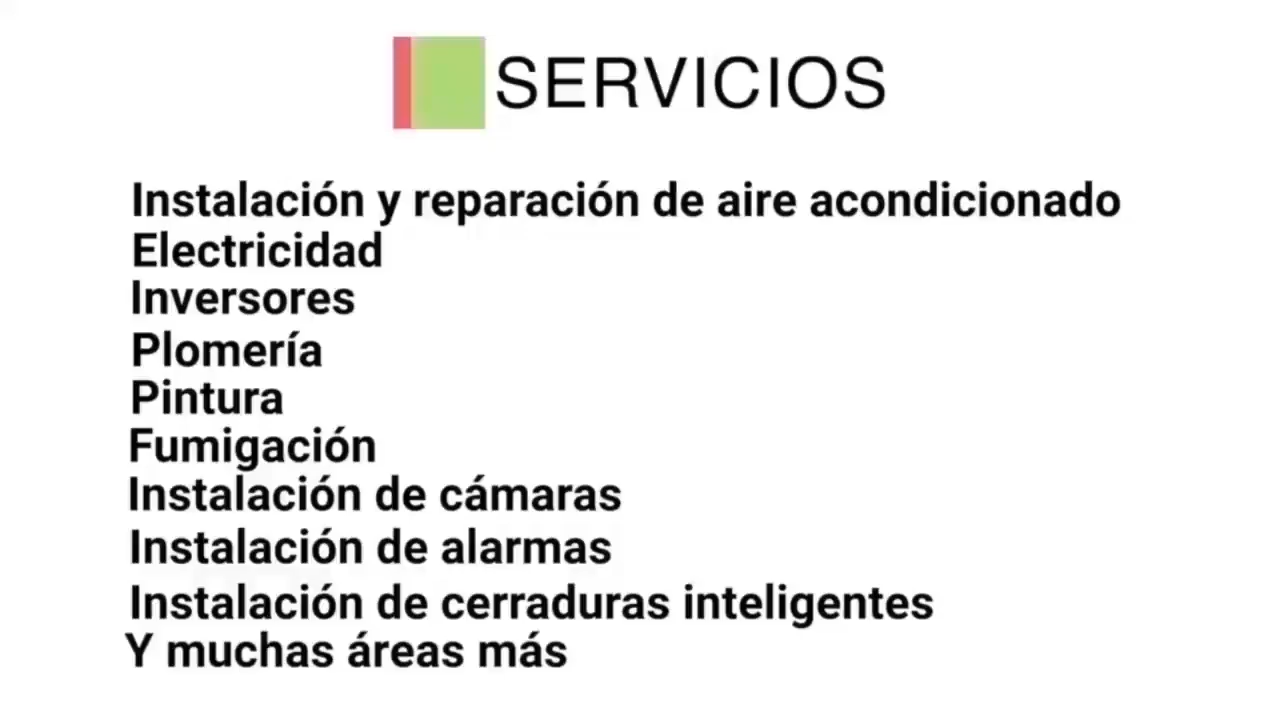 SERVICIOS
Instalación y reparación de aire acondicionado
Electricidad
Inversores
Plomería
Pintura
Fumigación
Instalación de cámaras
Instalación de alarmas
Instalación de cerraduras inteligentes
Y muchas áreas más